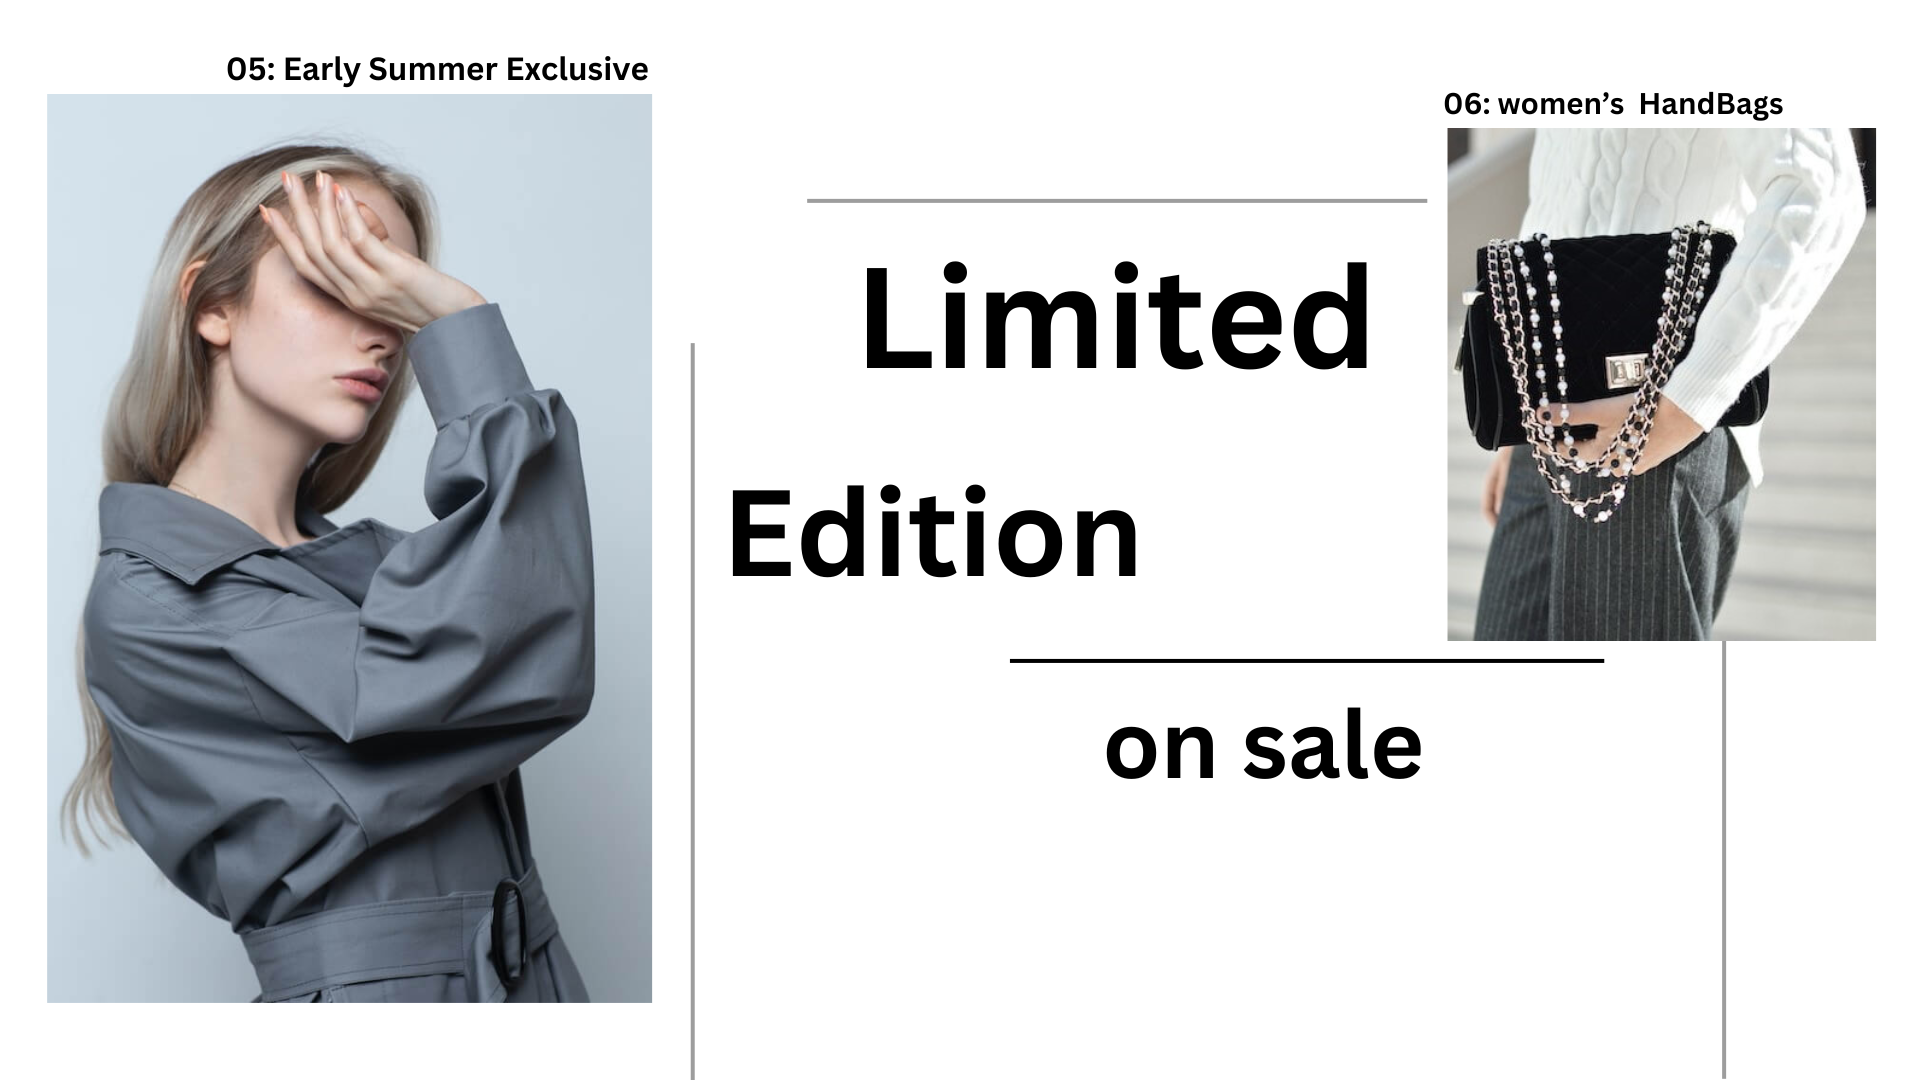 05: Early Summer Exclusive
06: women’s  HandBags
Limited
Edition
on sale